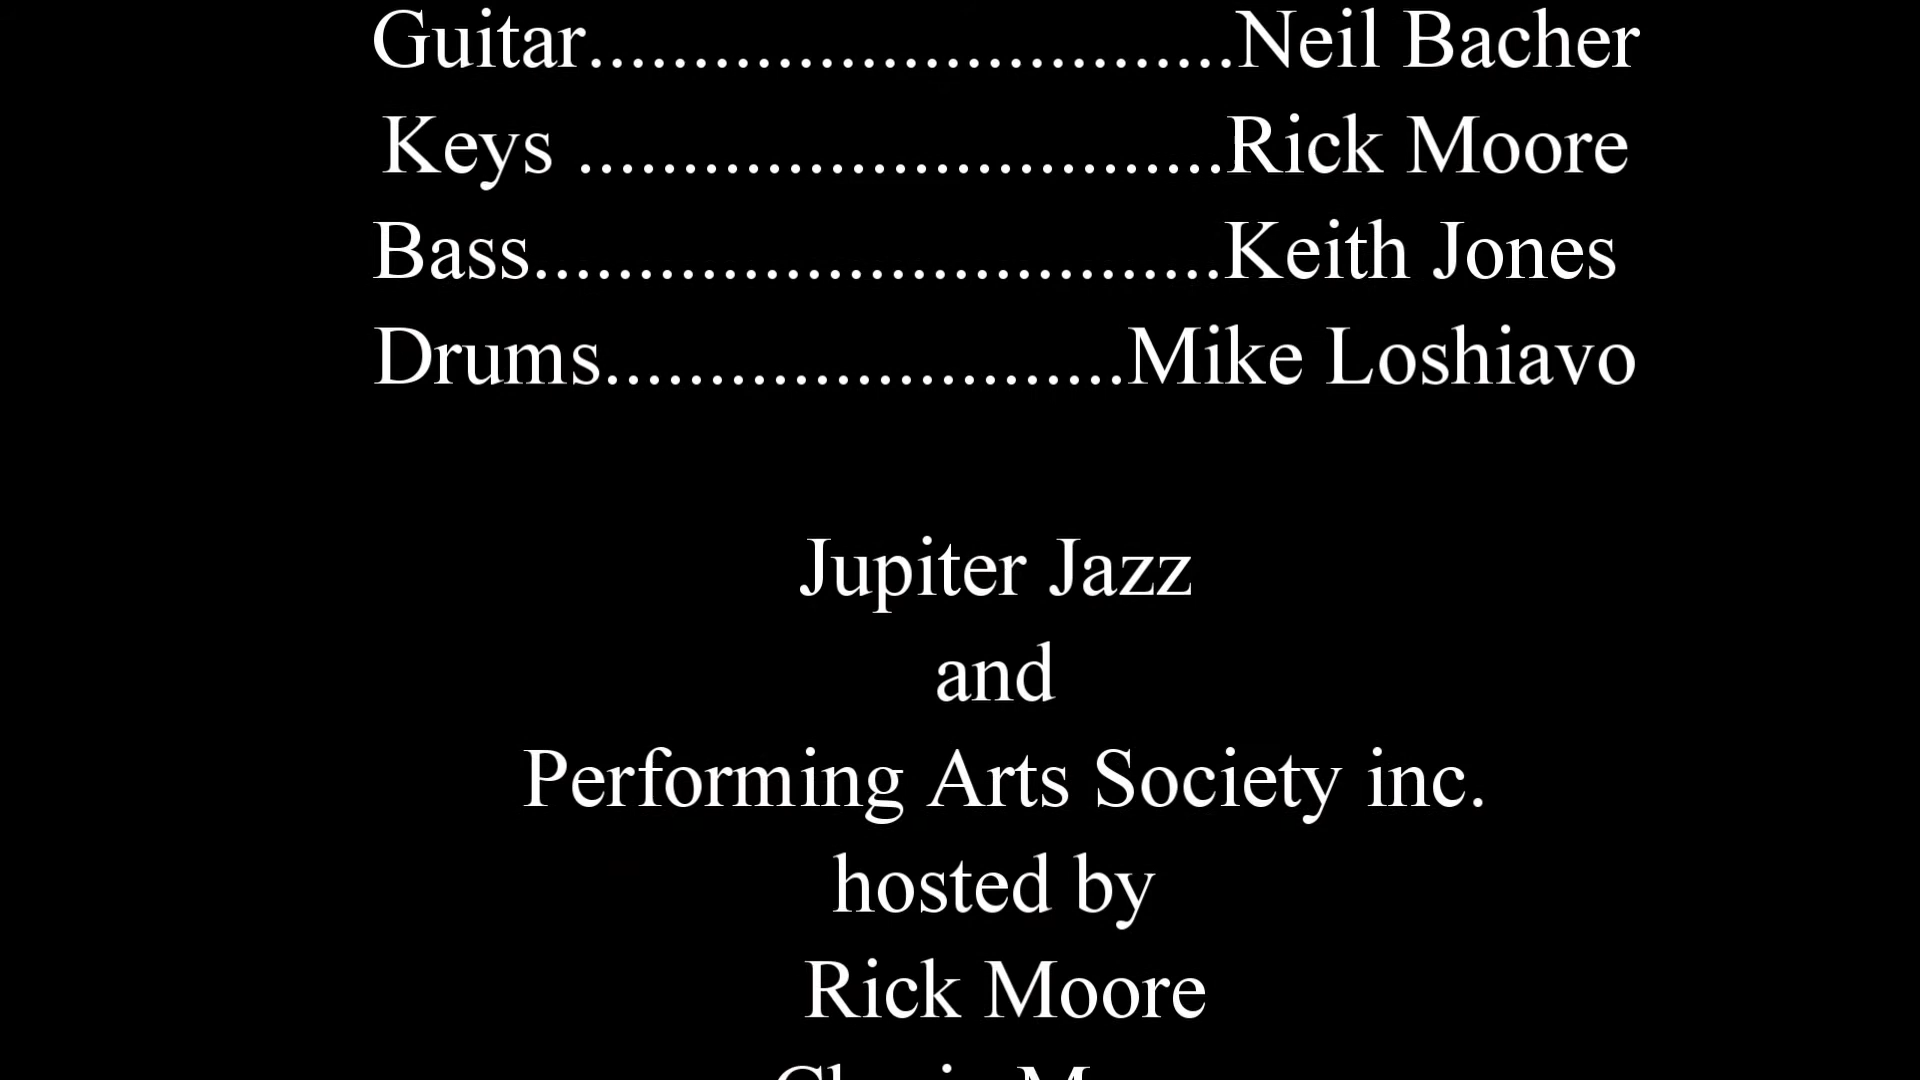 Guitar...............................Neil Bacher
Keys ...............................Rick Moore
Bass.................................Keith Jones
Drums.........................Mike Loshiavo
Jupiter Jazz
and
Performing Arts Society inc.
hosted by
Rick Moore